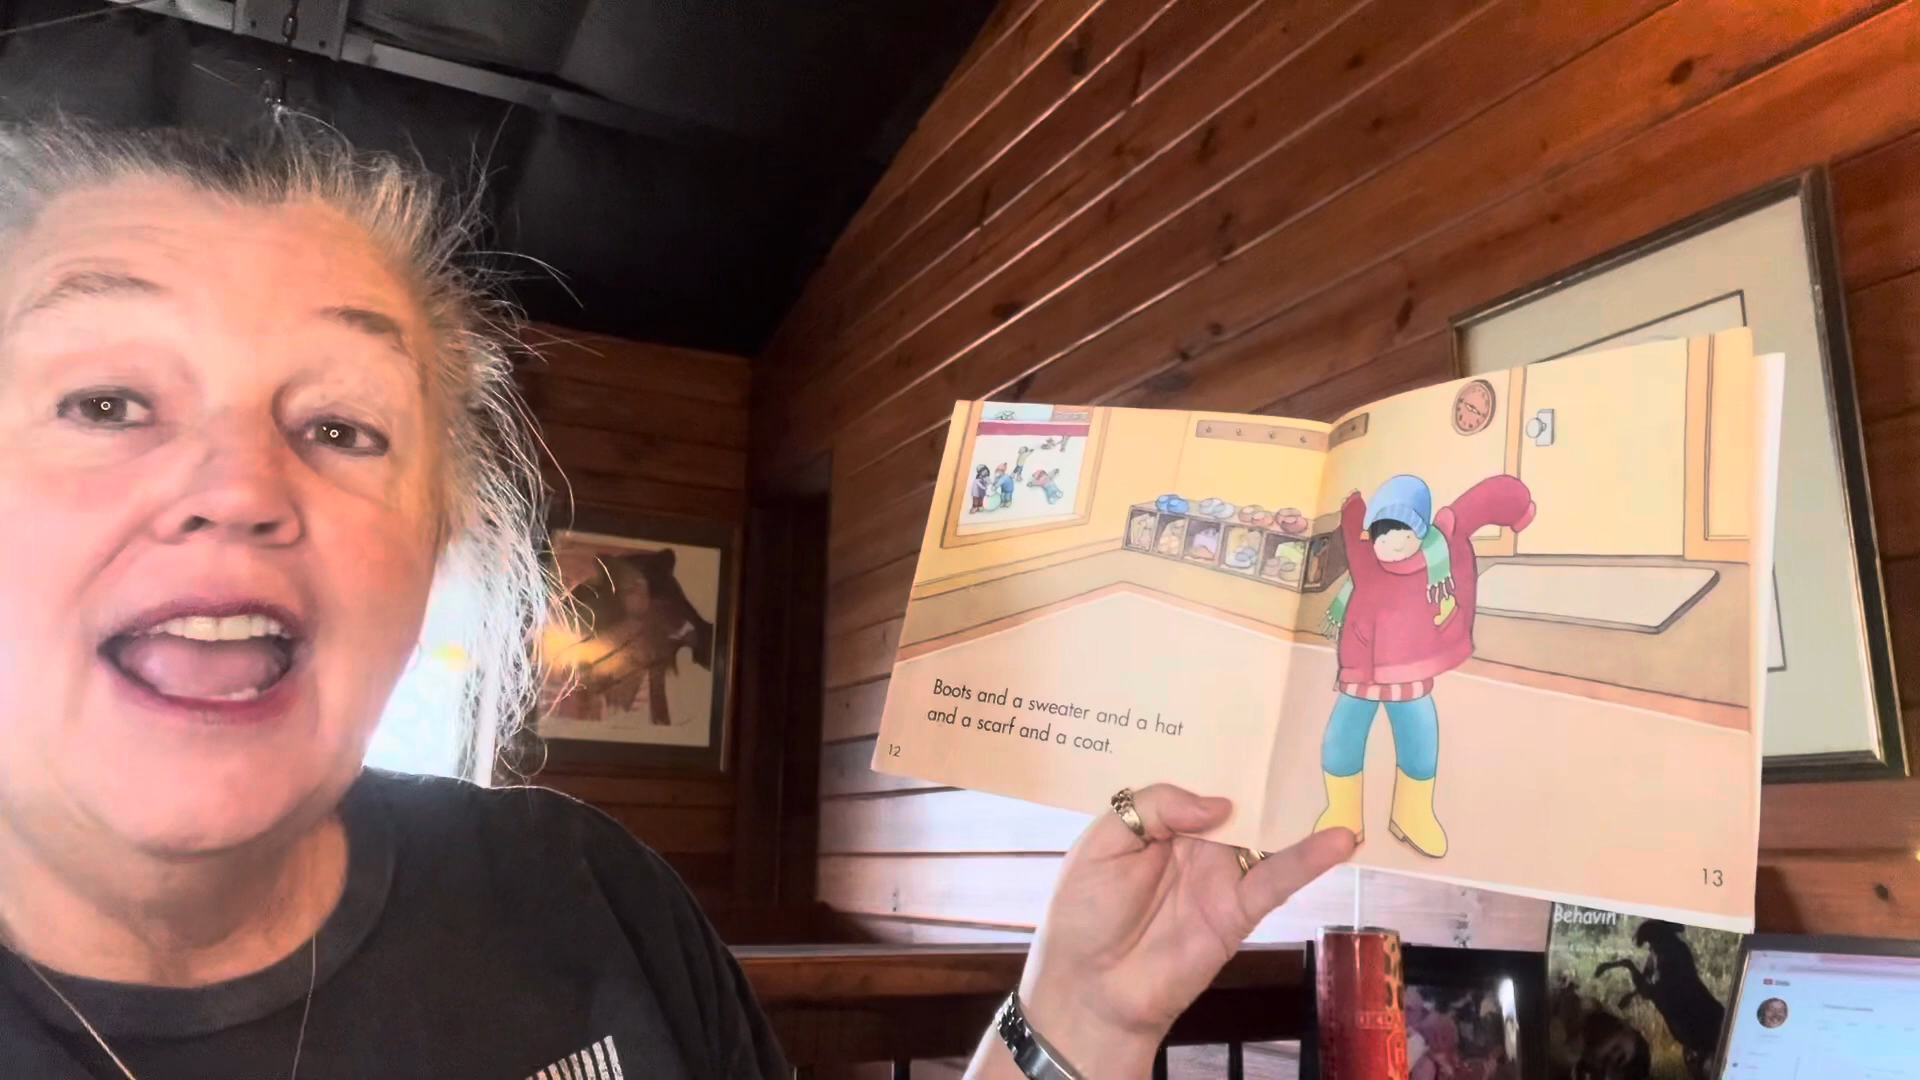 Boots and a sweater and a hat
and a scarf and a coat.
12
13
Behavin